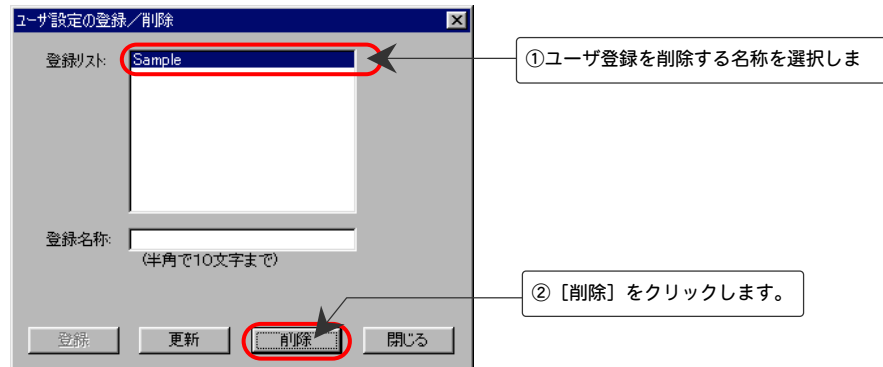 ユーザ設定の登録／削除
登録リスト:
Sample
①ユーザ登録を削除する名称を選択しま
登録名称:
(半角で10文字まで)
②［削除］をクリックします。
登録 更新 削除 閉じる